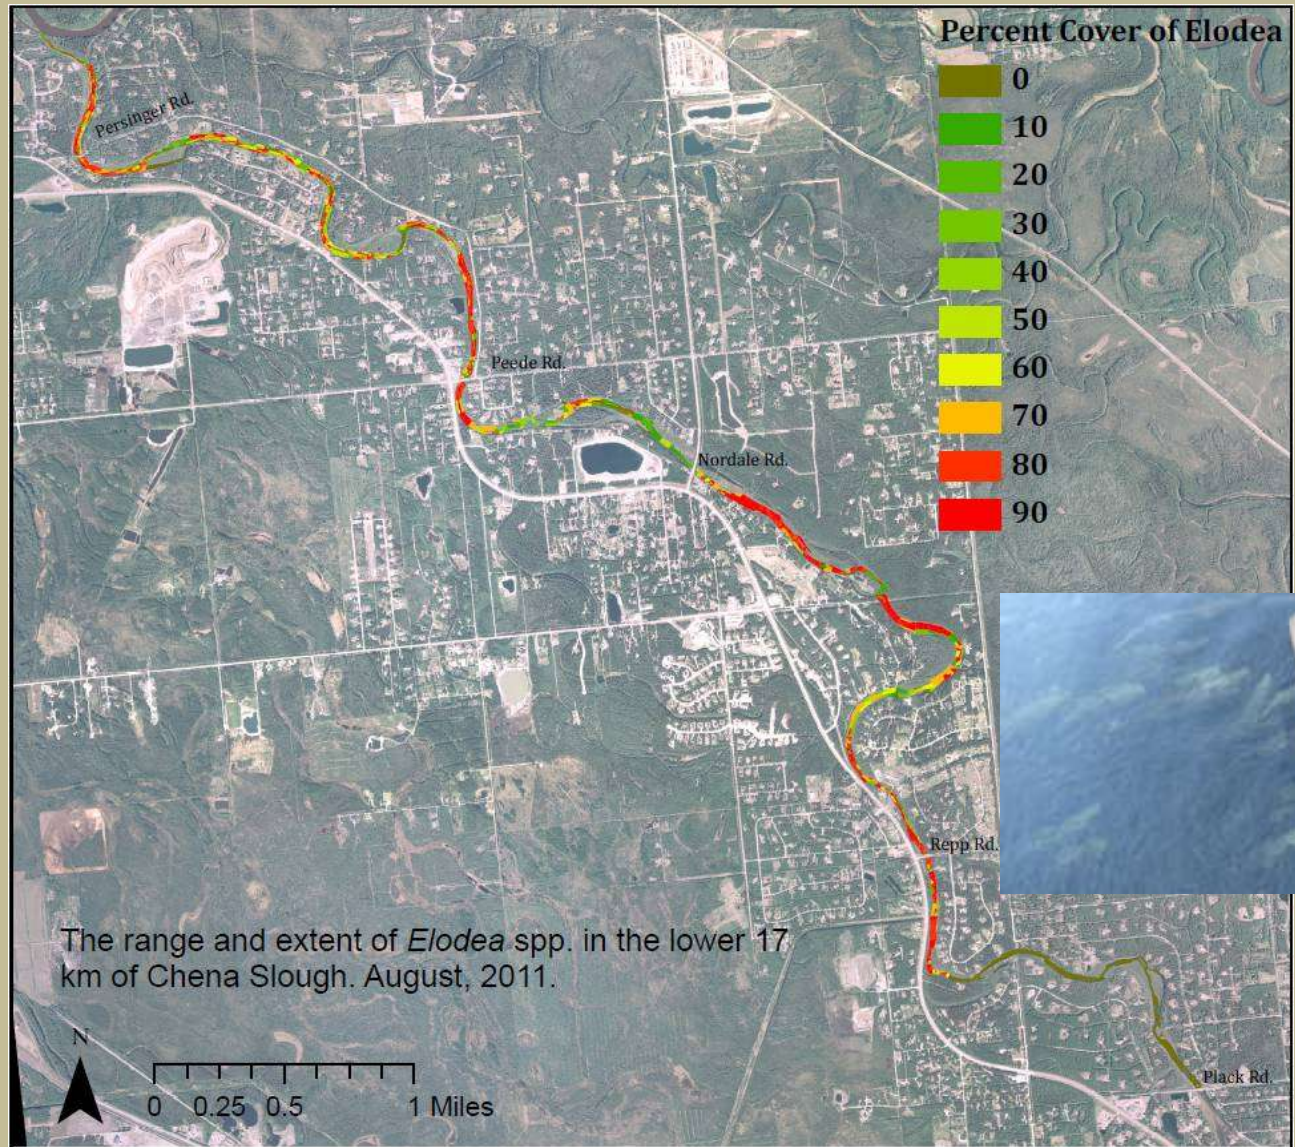 Percent Cover of Elodea
0
10
20
30
40
50
60
70
80
90
Persinger Rd.
Peede Rd.
Nordale Rd.
Repp Rd.
Plack Rd.
The range and extent of Elodea spp. in the lower 17
km of Chena Slough. August, 2011.
N
0 0.25 0.5 1 Miles